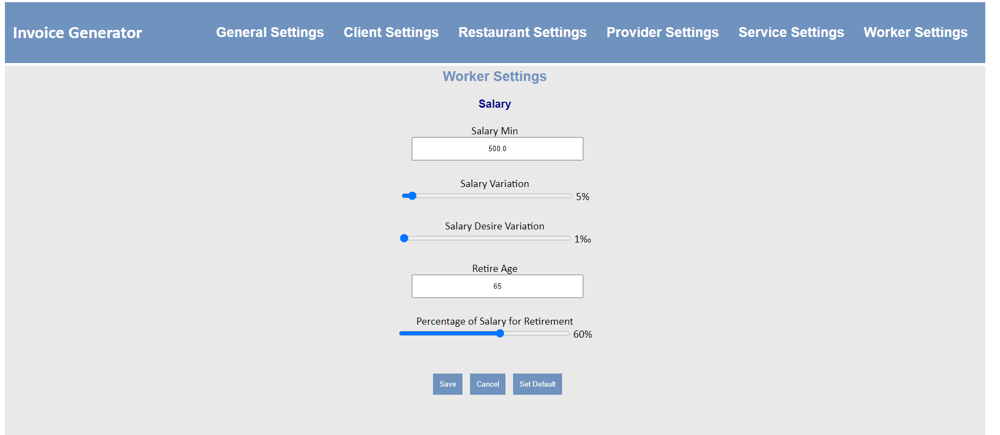 Invoice Generator General Settings Client Settings Restaurant Settings Provider Settings Service Settings Worker Settings
Worker Settings
Salary
Salary Min
500.0
Salary Variation
5%
Salary Desire Variation
1‰
Retire Age
65
Percentage of Salary for Retirement
60%
Save Cancel Set Default